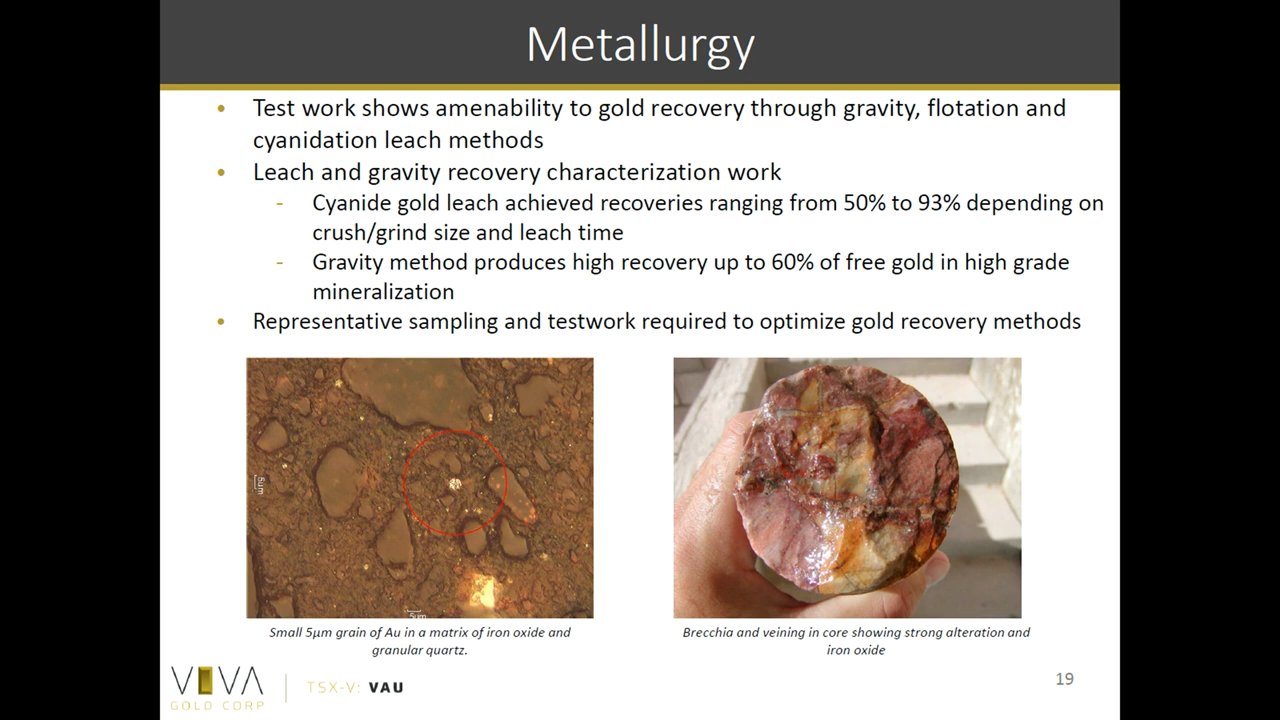 Metallurgy
• Test work shows amenability to gold recovery through gravity, flotation and
cyanidation leach methods
• Leach and gravity recovery characterization work
- Cyanide gold leach achieved recoveries ranging from 50% to 93% depending on
crush/grind size and leach time
- Gravity method produces high recovery up to 60% of free gold in high grade
mineralization
• Representative sampling and testwork required to optimize gold recovery methods
5µm
5µm
Small 5µm grain of Au in a matrix of iron oxide and
granular quartz.
Brecchia and veining in core showing strong alteration and
iron oxide
VIVA
GOLD CORP
TSX-V: VAU
19